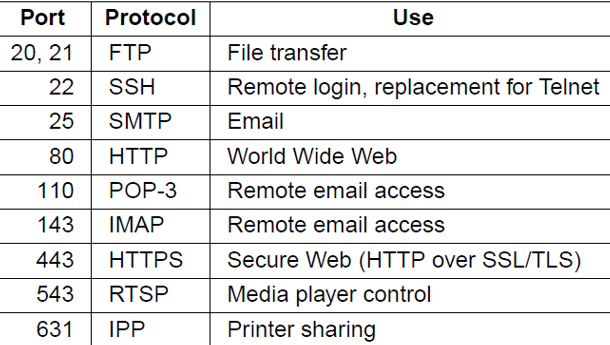 Port Protocol Use
20, 21 FTP File transfer
22 SSH Remote login, replacement for Telnet
25 SMTP Email
80 HTTP World Wide Web
110 POP-3 Remote email access
143 IMAP Remote email access
443 HTTPS Secure Web (HTTP over SSL/TLS)
543 RTSP Media player control
631 IPP Printer sharing